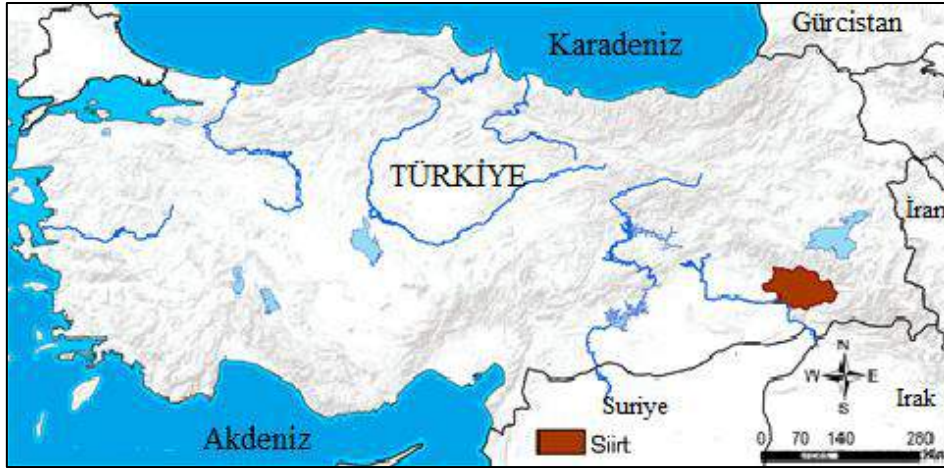 Gürcistan
Karadeniz
TÜRKİYE
İran
N
W E
S
Suriye
Irak
Akdeniz
Siirt
0 70 140 280